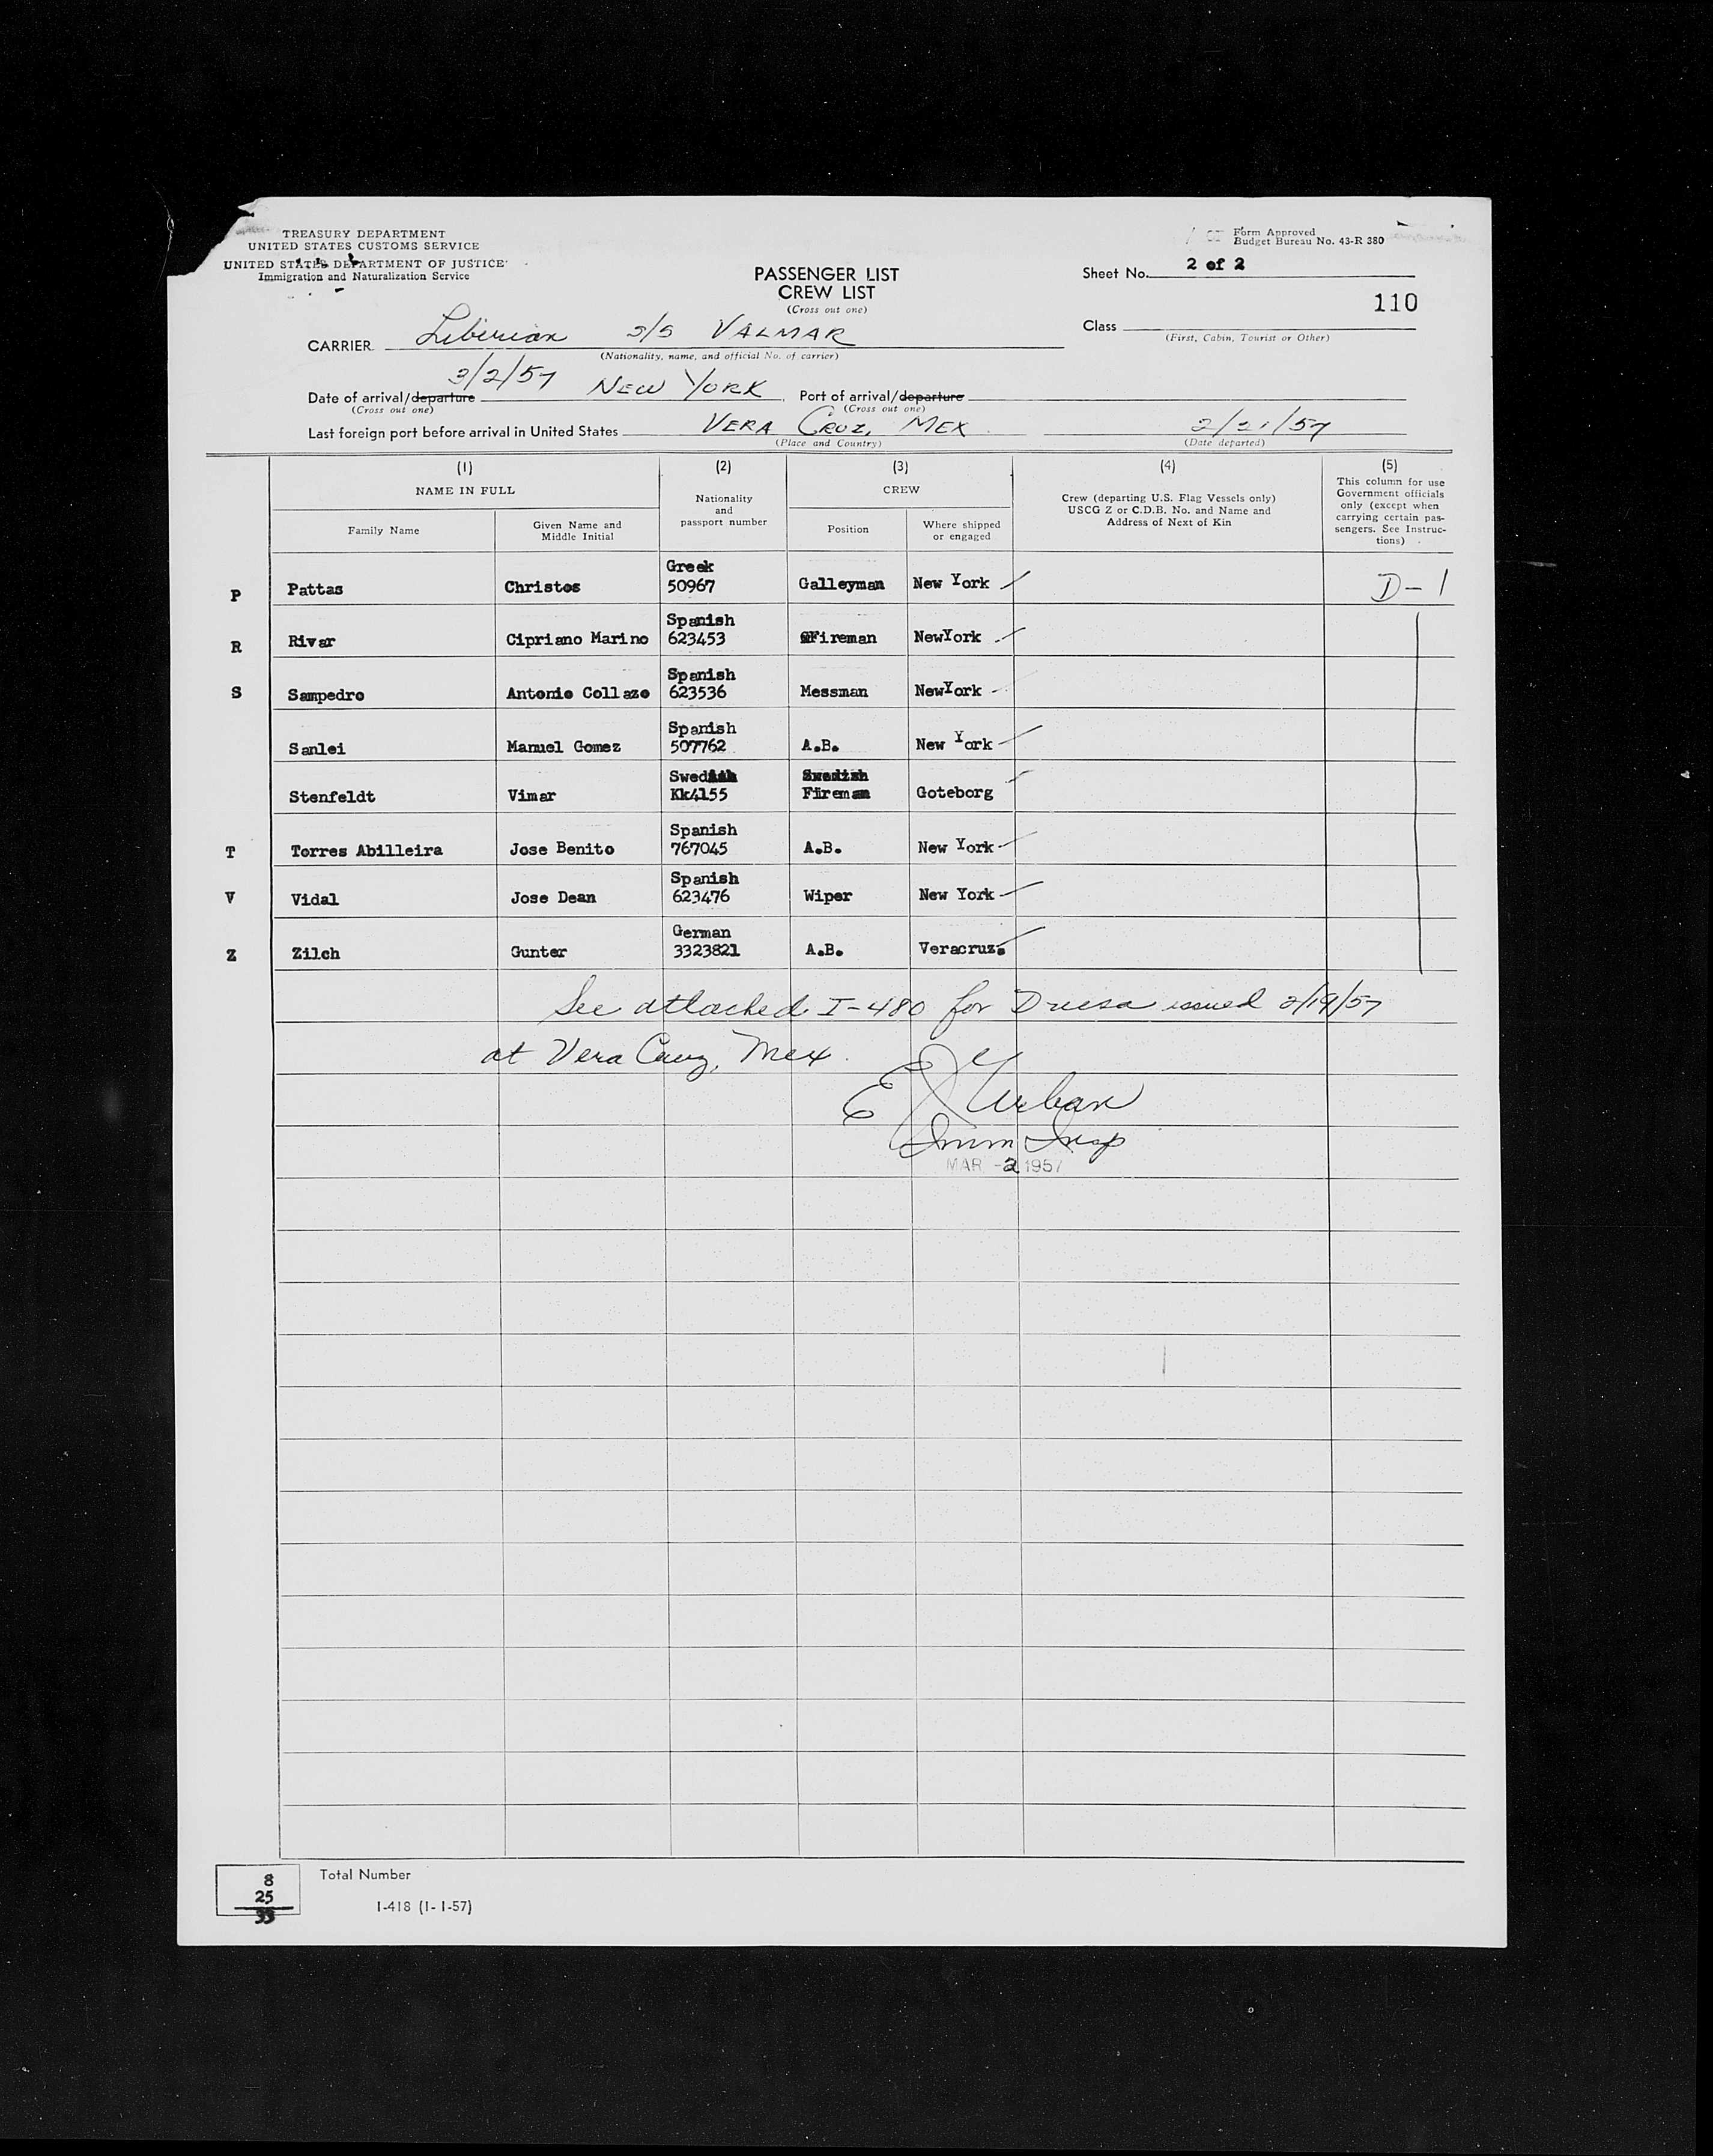 TREASURY DEPARTMENT
UNITED STATES CUSTOMS SERVICE
UNITED STATES DEPARTMENT OF JUSTICE
Immigration and Naturalization Service
Form Approved
Budget Bureau No. 43-R 380
PASSENGER LIST
CREW LIST
(Cross out one)
Sheet No. 2 of 2
110
CARRIER Liberian S/S VALMAR
(Nationality, name, and official No. of carrier)
Class
(First, Cabin, Tourist or Other)
Date of arrival/departure 3/2/57 NEW YORK Port of arrival/departure
(Cross out one) (Cross out one)
Last foreign port before arrival in United States VERA CRUZ, MEX 2/21/57
(Place and Country) (Date departed)
(1) (2) (3) (4) (5)
NAME IN FULL
Family Name
Given Name and Middle Initial
Nationality and passport number
CREW
Position
Where shipped or engaged
Crew (departing U.S. Flag Vessels only)
USCG Z or C.D.B. No. and Name and
Address of Next of Kin
This column for use
Government officials
only (except when
carrying certain pas-
sengers. See Instruc-
tions)
Greek
P Pattas Christos 50967 Galleyman New York D-1
Spanish
R Rivar Cipriano Marino 623453 Fireman NewYork
Spanish
S Sampedro Antonio Collazo 623536 Messman NewYork
Spanish
Sanlei Manuel Gomez 507762 A.B. New York
Swedish Swedish
Stenfeldt Vimar Kk4155 Fireman Goteborg
Spanish
T Torres Abilleira Jose Benito 767045 A.B. New York
Spanish
V Vidal Jose Dean 623476 Wiper New York
German
Z Zilch Gunter 3323821 A.B. Veracruz.
See attached I-480 for D visa issued 2/19/57
at Vera Cruz, Mex.
E J Urban
Imm Insp
MAR -2 1957
8
25
33
Total Number
I-418 (1-1-57)